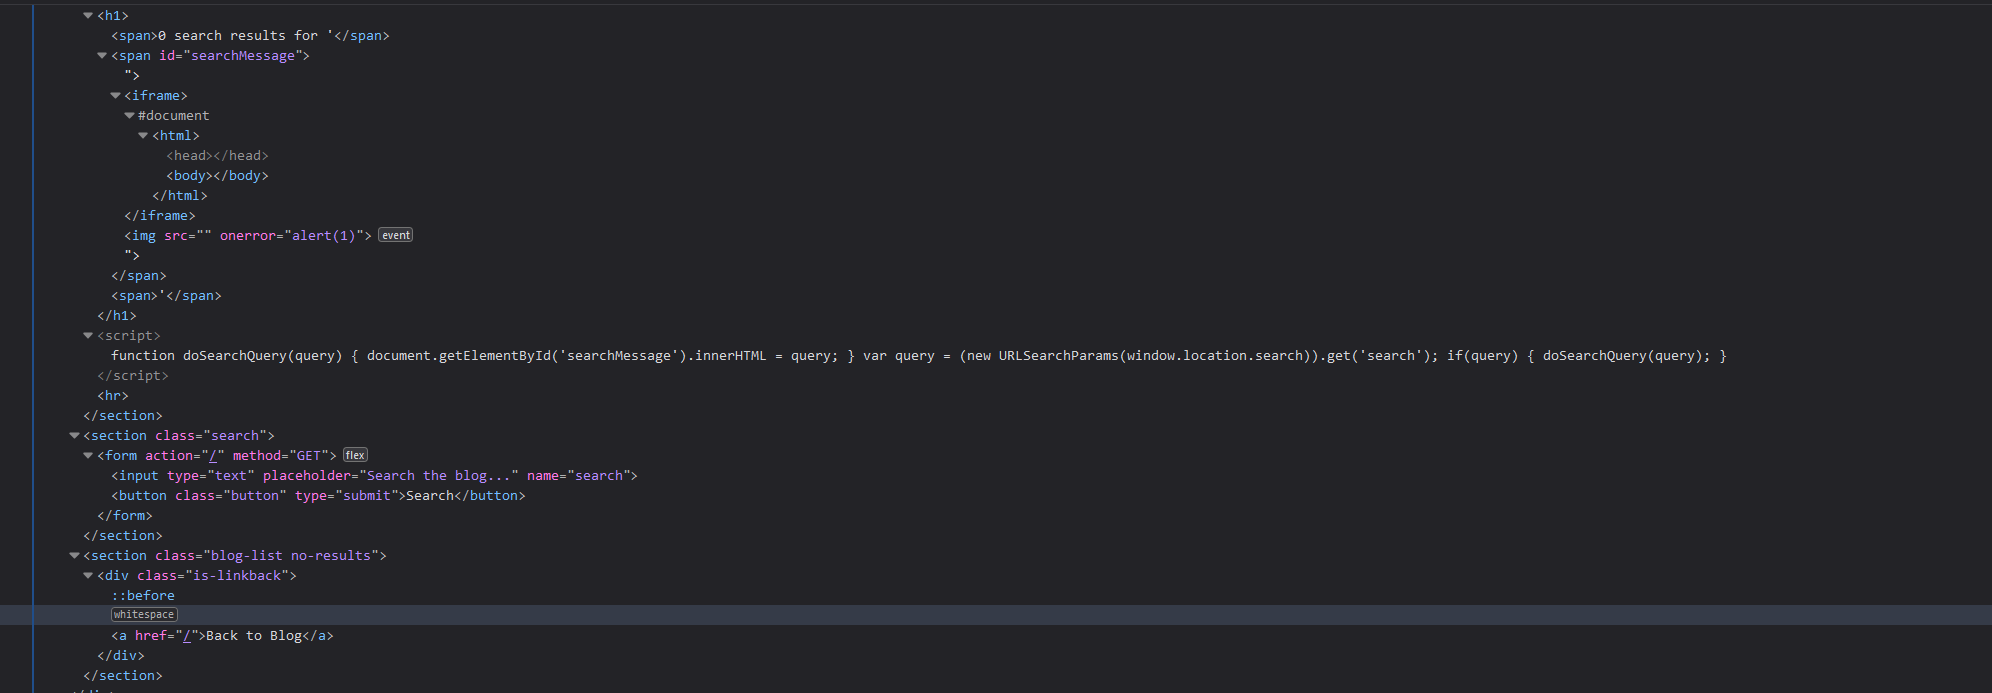 <h1>
<span>0 search results for '</span>
<span id="searchMessage">
">
<iframe>
#document
<html>
<head></head>
<body></body>
</html>
</iframe>
<img src="" onerror="alert(1)"> event
">
</span>
<span>'</span>
</h1>
<script>
function doSearchQuery(query) { document.getElementById('searchMessage').innerHTML = query; } var query = (new URLSearchParams(window.location.search)).get('search'); if(query) { doSearchQuery(query); }
</script>
<hr>
</section>
<section class="search">
<form action="/" method="GET"> flex
<input type="text" placeholder="Search the blog..." name="search">
<button class="button" type="submit">Search</button>
</form>
</section>
<section class="blog-list no-results">
<div class="is-linkback">
::before
whitespace
<a href="/">Back to Blog</a>
</div>
</section>